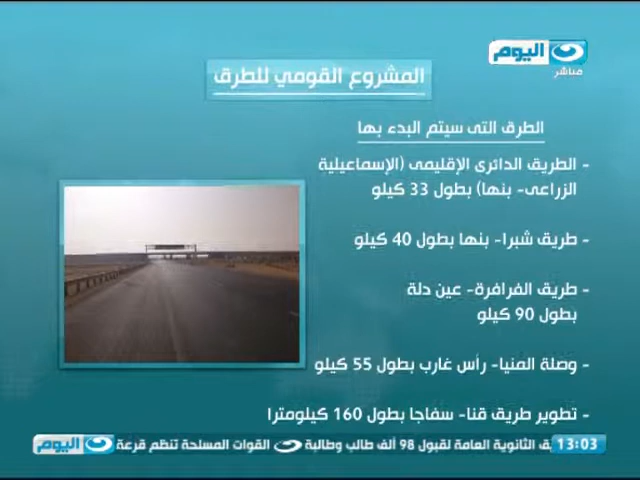 اليوم
مباشر
المشروع القومي للطرق
الطرق التى سيتم البدء بها
- الطريق الدائرى الإقليمى (الإسماعيلية
الزراعى- بنها) بطول 33 كيلو
- طريق شبرا- بنها بطول 40 كيلو
- طريق الفرافرة- عين دلة
بطول 90 كيلو
- وصلة المنيا- رأس غارب بطول 55 كيلو
- تطوير طريق قنا- سفاجا بطول 160 كيلومترا
13:03 ق الثانوية العامة لقبول 98 ألف طالب وطالبة القوات المسلحة تنظم قرعة اليوم